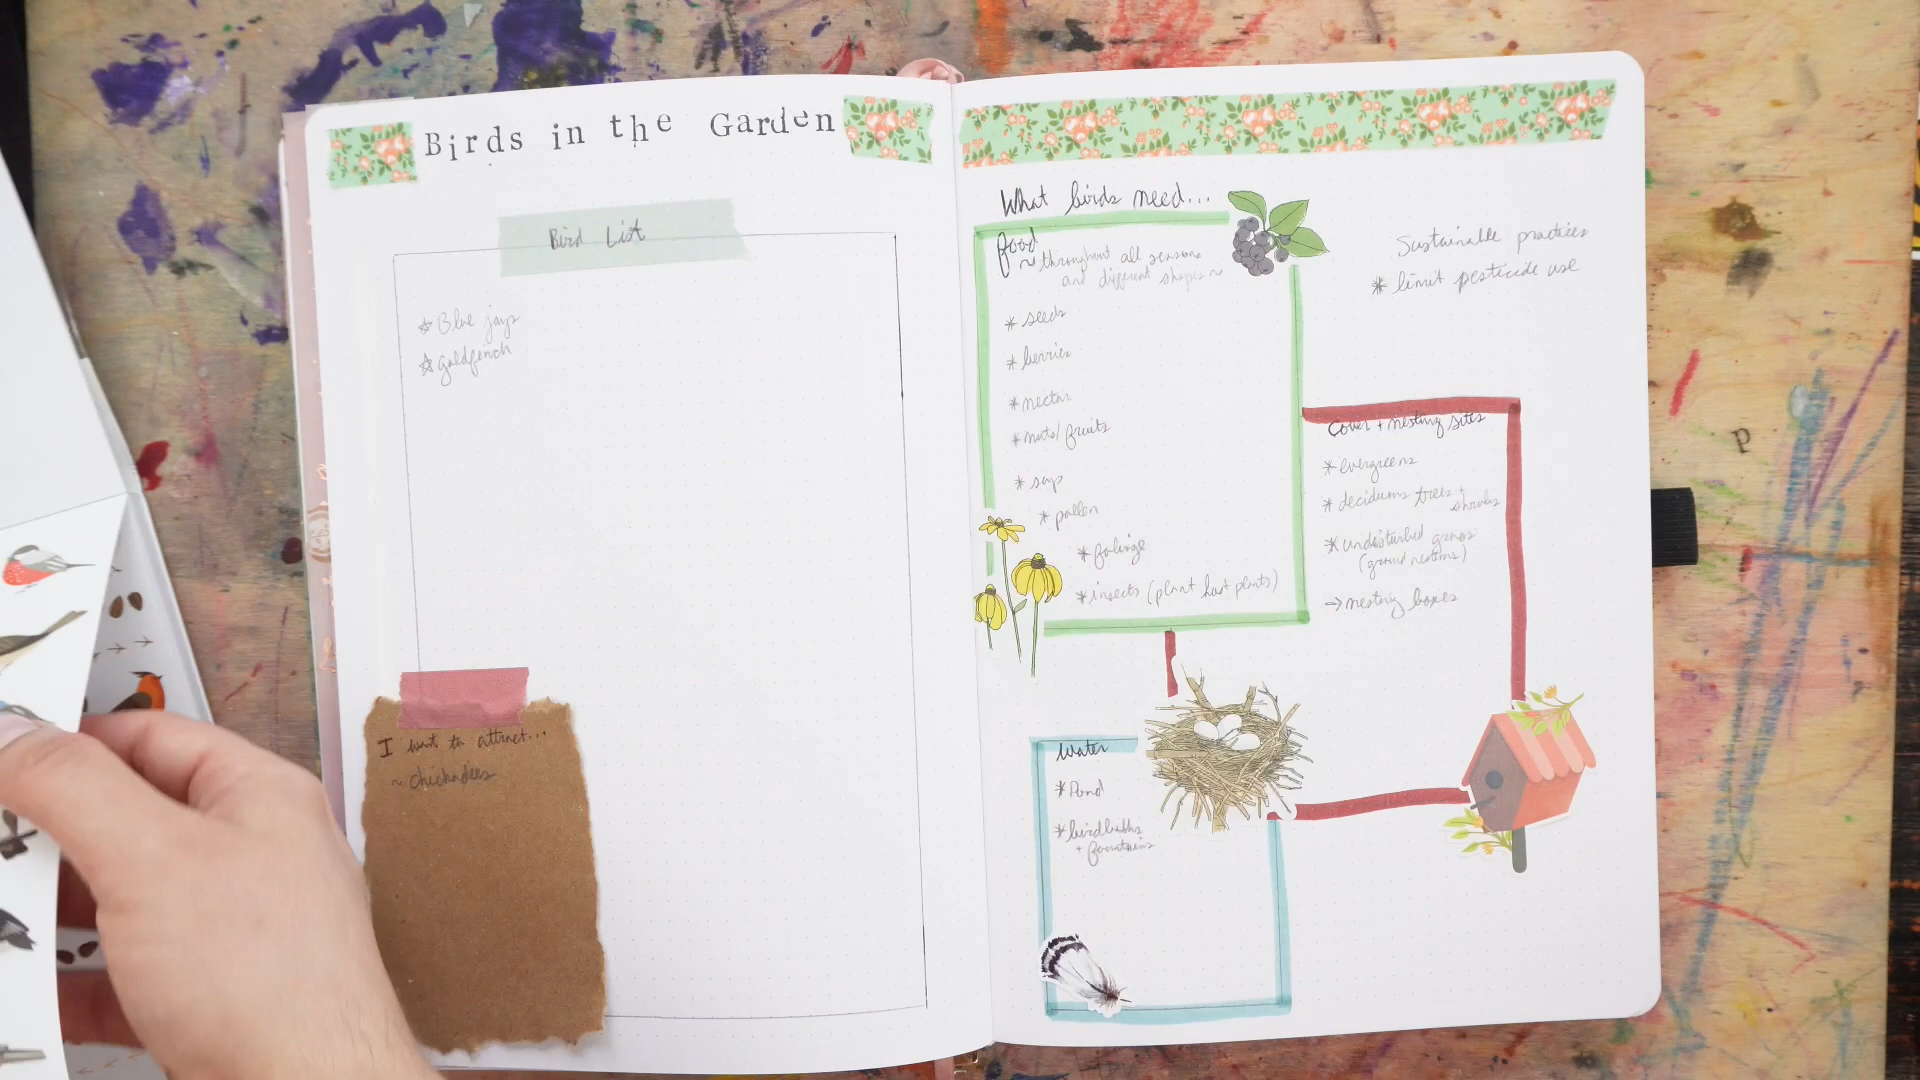 Birds in the Garden
Bird List
☆ Blue jays
☆ goldfinch
I want to attract...
~ chickadees
What birds need...
food
~ throughout all seasons
and different shapes ~
* seeds
* berries
* nectar
* nuts/fruits
* sap
* pollen
* foliage
* insects (plant host plants)
Sustainable practices
* limit pesticide use
Cover + nesting sites
* evergreens
* deciduous trees +
shrubs
* undisturbed grass
(ground nesters)
→ nesting boxes
Water
* Pond
* birdbaths
+ fountains
P